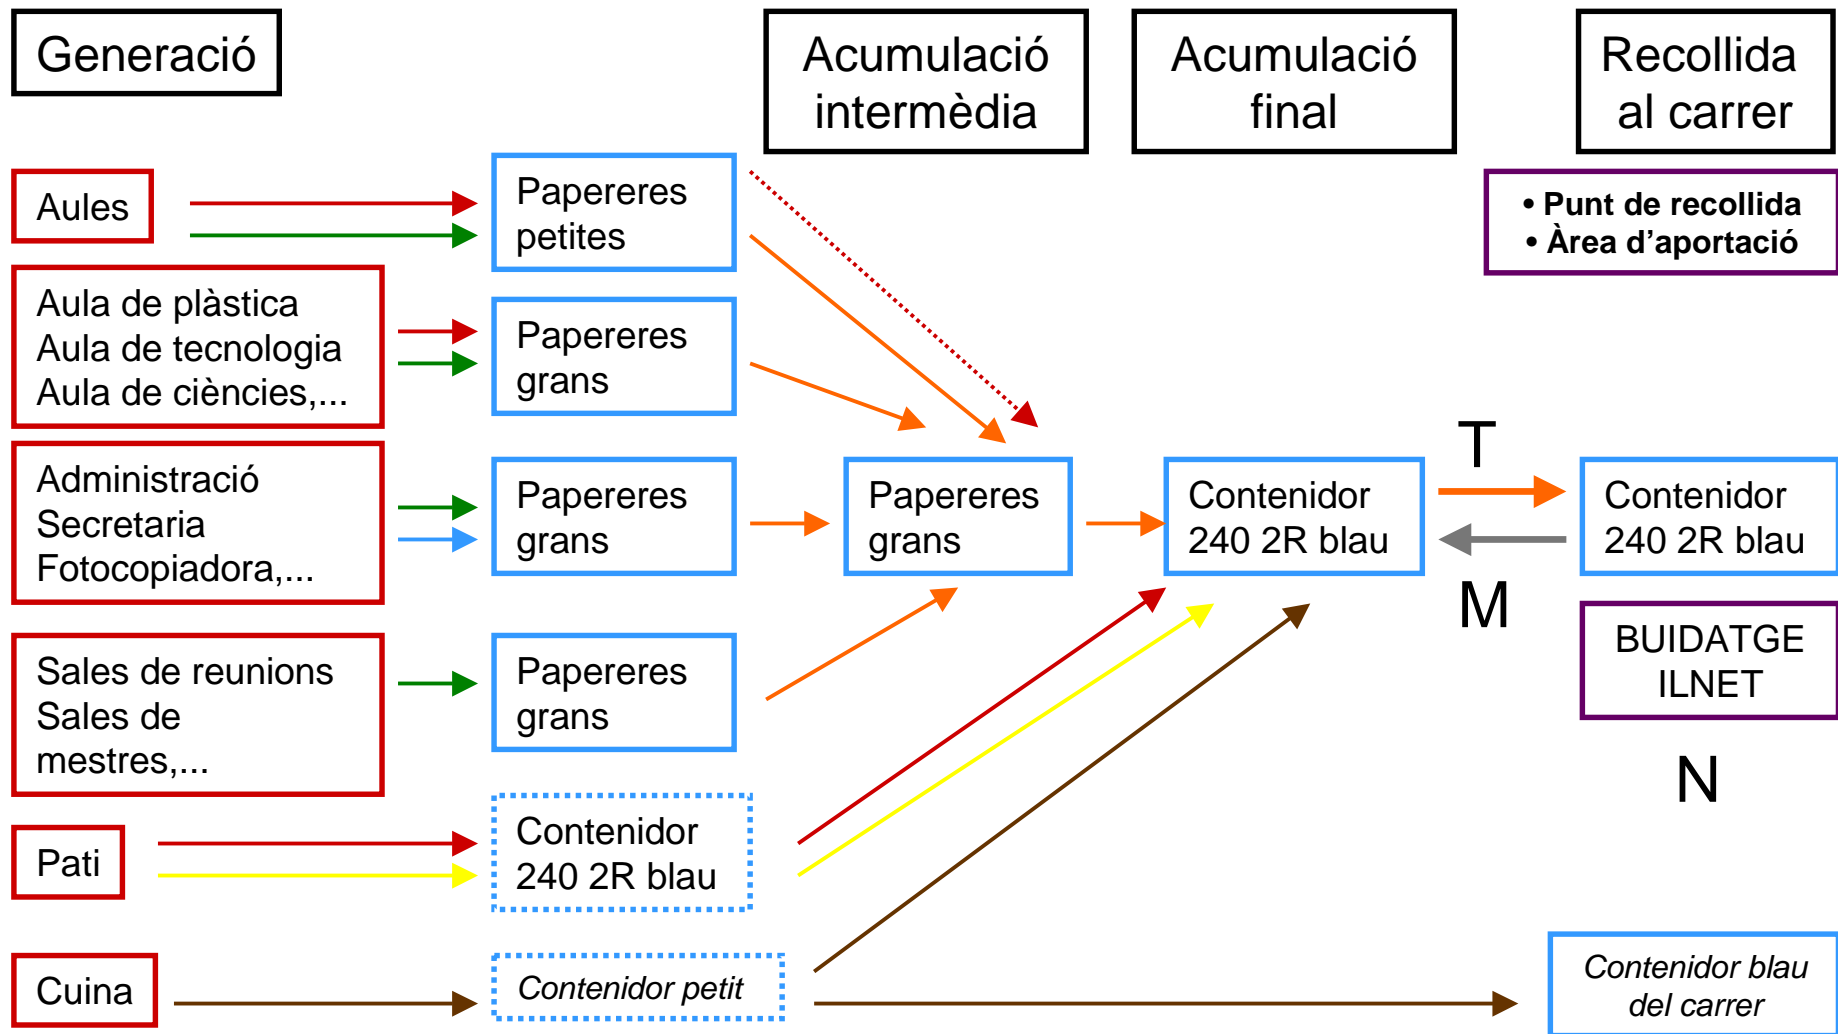 Generació
Acumulació
intermèdia
Acumulació
final
Recollida
al carrer
Aules
Papereres
petites
• Punt de recollida
• Àrea d’aportació
Aula de plàstica
Aula de tecnologia
Aula de ciències,...
Papereres
grans
Administració
Secretaria
Fotocopiadora,...
Papereres
grans
Papereres
grans
Contenidor
240 2R blau
T
M
Contenidor
240 2R blau
BUIDATGE
ILNET
N
Sales de reunions
Sales de
mestres,...
Papereres
grans
Pati
Contenidor
240 2R blau
Cuina
Contenidor petit
Contenidor blau
del carrer